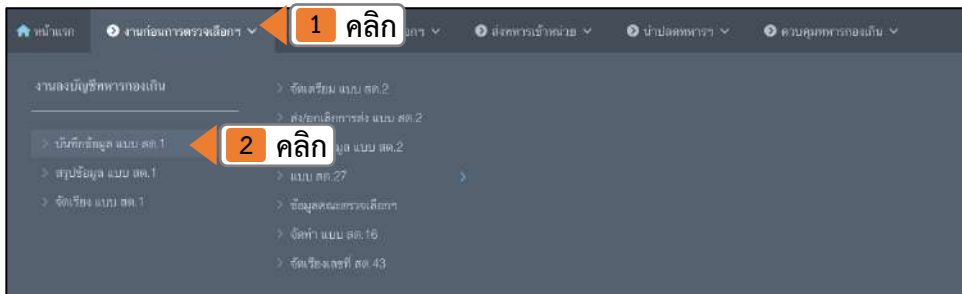 หน้าแรก งานก่อนการตรวจเลือกฯ 1 คลิก ส่งทหารเข้าหน่วย นำปลดทหารฯ ควบคุมทหารกองเกิน
งานลงบัญชีทหารกองเกิน
> จัดเตรียม แบบ สด.2
> ส่ง/ยกเลิกการส่ง แบบ สด.2
> บันทึกข้อมูล แบบ สด.1 2 คลิก มูล แบบ สด.2
> สรุปข้อมูล แบบ สด.1 > แบบ สด.27 >
> จัดเรียง แบบ สด.1 > ข้อมูลคณะตรวจเลือกฯ
> จัดทำ แบบ สด.16
> จัดเรียงเลขที่ สด.43